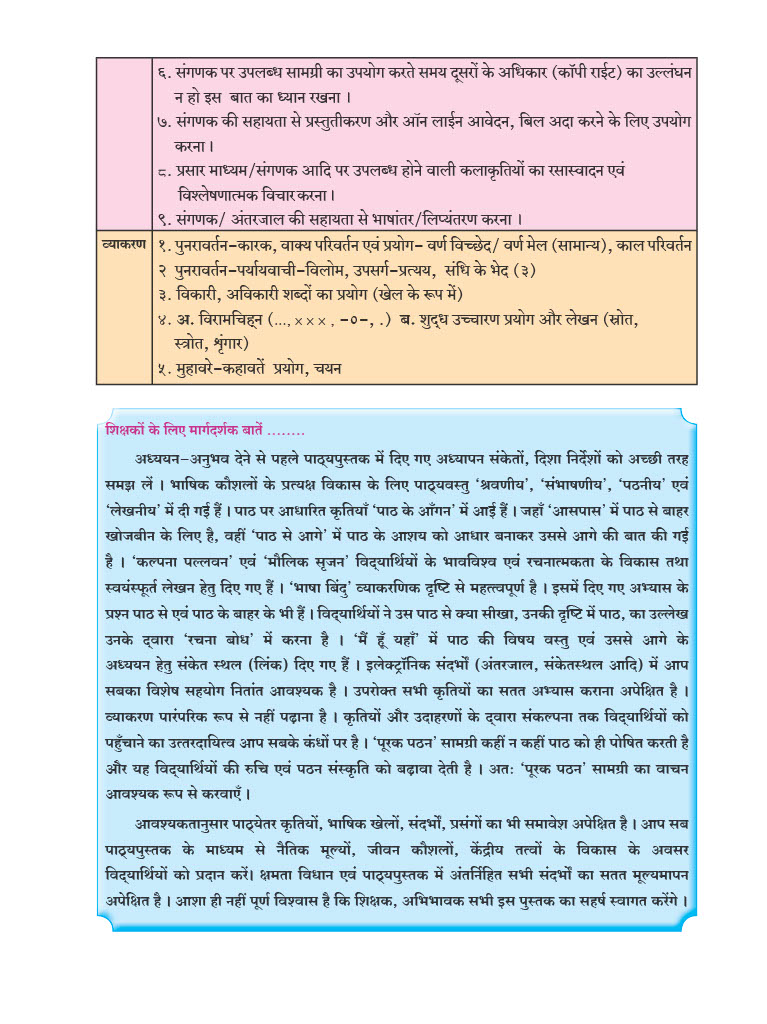 ६. संगणक पर उपलब्ध सामग्री का उपयोग करते समय दूसरों के अधिकार (कॉपी राईट) का उल्लंघन
न हो इस बात का ध्यान रखना ।
७. संगणक की सहायता से प्रस्तुतीकरण और ऑन लाईन आवेदन, बिल अदा करने के लिए उपयोग
करना ।
८. प्रसार माध्यम/संगणक आदि पर उपलब्ध होने वाली कलाकृतियों का रसास्वादन एवं
विश्लेषणात्मक विचार करना ।
९. संगणक/ अंतरजाल की सहायता से भाषांतर/लिप्यंतरण करना ।
व्याकरण १. पुनरावर्तन-कारक, वाक्य परिवर्तन एवं प्रयोग- वर्ण विच्छेद/ वर्ण मेल (सामान्य), काल परिवर्तन
२ पुनरावर्तन-पर्यायवाची-विलोम, उपसर्ग-प्रत्यय, संधि के भेद (३)
३. विकारी, अविकारी शब्दों का प्रयोग (खेल के रूप में)
४. अ. विरामचिह्न (..., × × × , -०-, .) ब. शुद्ध उच्चारण प्रयोग और लेखन (स्रोत,
स्त्रोत, शृंगार)
५. मुहावरे-कहावतें प्रयोग, चयन
शिक्षकों के लिए मार्गदर्शक बातें ........
अध्ययन-अनुभव देने से पहले पाठ्यपुस्तक में दिए गए अध्यापन संकेतों, दिशा निर्देशों को अच्छी तरह
समझ लें । भाषिक कौशलों के प्रत्यक्ष विकास के लिए पाठ्यवस्तु ‘श्रवणीय’, ‘संभाषणीय’, ‘पठनीय’ एवं
‘लेखनीय’ में दी गई हैं । पाठ पर आधारित कृतियाँ ‘पाठ के आँगन’ में आई हैं । जहाँ ‘आसपास’ में पाठ से बाहर
खोजबीन के लिए है, वहीं ‘पाठ से आगे’ में पाठ के आशय को आधार बनाकर उससे आगे की बात की गई
है । ‘कल्पना पल्लवन’ एवं ‘मौलिक सृजन’ विद्यार्थियों के भावविश्व एवं रचनात्मकता के विकास तथा
स्वयंस्फूर्त लेखन हेतु दिए गए हैं । ‘भाषा बिंदु’ व्याकरणिक दृष्टि से महत्त्वपूर्ण है । इसमें दिए गए अभ्यास के
प्रश्न पाठ से एवं पाठ के बाहर के भी हैं । विद्यार्थियों ने उस पाठ से क्या सीखा, उनकी दृष्टि में पाठ, का उल्लेख
उनके द्वारा ‘रचना बोध’ में करना है । ‘मैं हूँ यहाँ’ में पाठ की विषय वस्तु एवं उससे आगे के
अध्ययन हेतु संकेत स्थल (लिंक) दिए गए हैं । इलेक्ट्रॉनिक संदर्भों (अंतरजाल, संकेतस्थल आदि) में आप
सबका विशेष सहयोग नितांत आवश्यक है । उपरोक्त सभी कृतियों का सतत अभ्यास कराना अपेक्षित है ।
व्याकरण पारंपरिक रूप से नहीं पढ़ाना है । कृतियों और उदाहरणों के द्वारा संकल्पना तक विद्यार्थियों को
पहुँचाने का उत्तरदायित्व आप सबके कंधों पर है । ‘पूरक पठन’ सामग्री कहीं न कहीं पाठ को ही पोषित करती है
और यह विद्यार्थियों की रुचि एवं पठन संस्कृति को बढ़ावा देती है । अतः ‘पूरक पठन’ सामग्री का वाचन
आवश्यक रूप से करवाएँ ।
आवश्यकतानुसार पाठ्येतर कृतियों, भाषिक खेलों, संदर्भों, प्रसंगों का भी समावेश अपेक्षित है । आप सब
पाठ्यपुस्तक के माध्यम से नैतिक मूल्यों, जीवन कौशलों, केंद्रीय तत्वों के विकास के अवसर
विद्यार्थियों को प्रदान करें। क्षमता विधान एवं पाठ्यपुस्तक में अंतर्निहित सभी संदर्भों का सतत मूल्यमापन
अपेक्षित है । आशा ही नहीं पूर्ण विश्वास है कि शिक्षक, अभिभावक सभी इस पुस्तक का सहर्ष स्वागत करेंगे ।